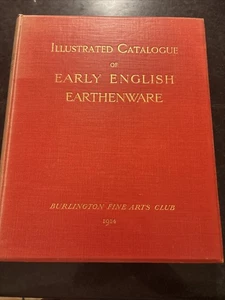 ILLUSTRATED CATALOGUE
OF
EARLY ENGLISH
EARTHENWARE
BURLINGTON FINE ARTS CLUB
1914